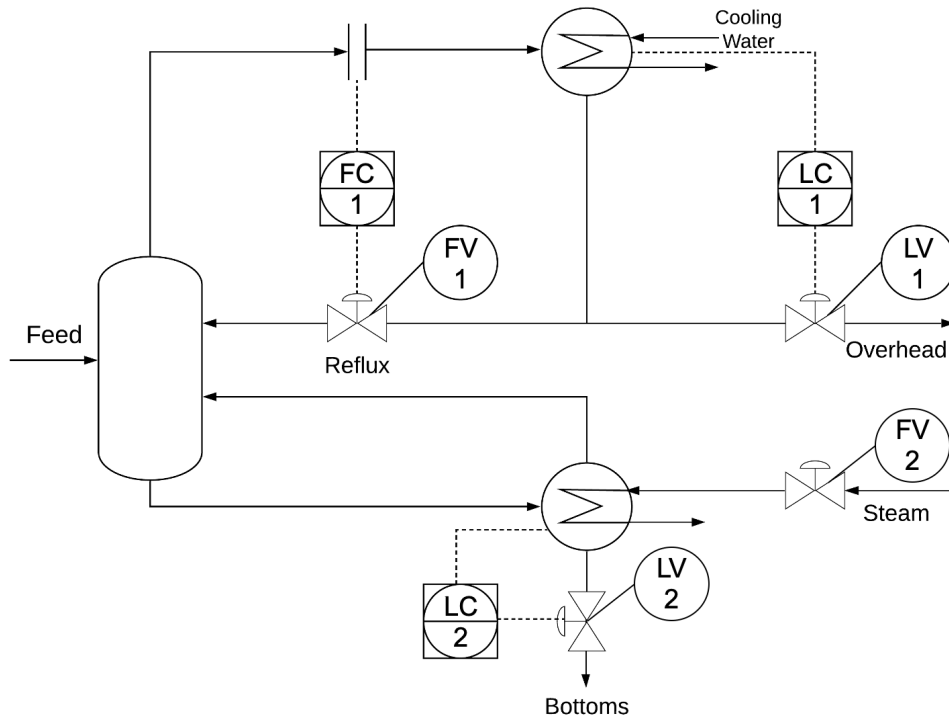 Cooling
Water
FC
1
LC
1
FV
1
LV
1
Feed
Reflux
Overhead
FV
2
Steam
LV
2
LC
2
Bottoms